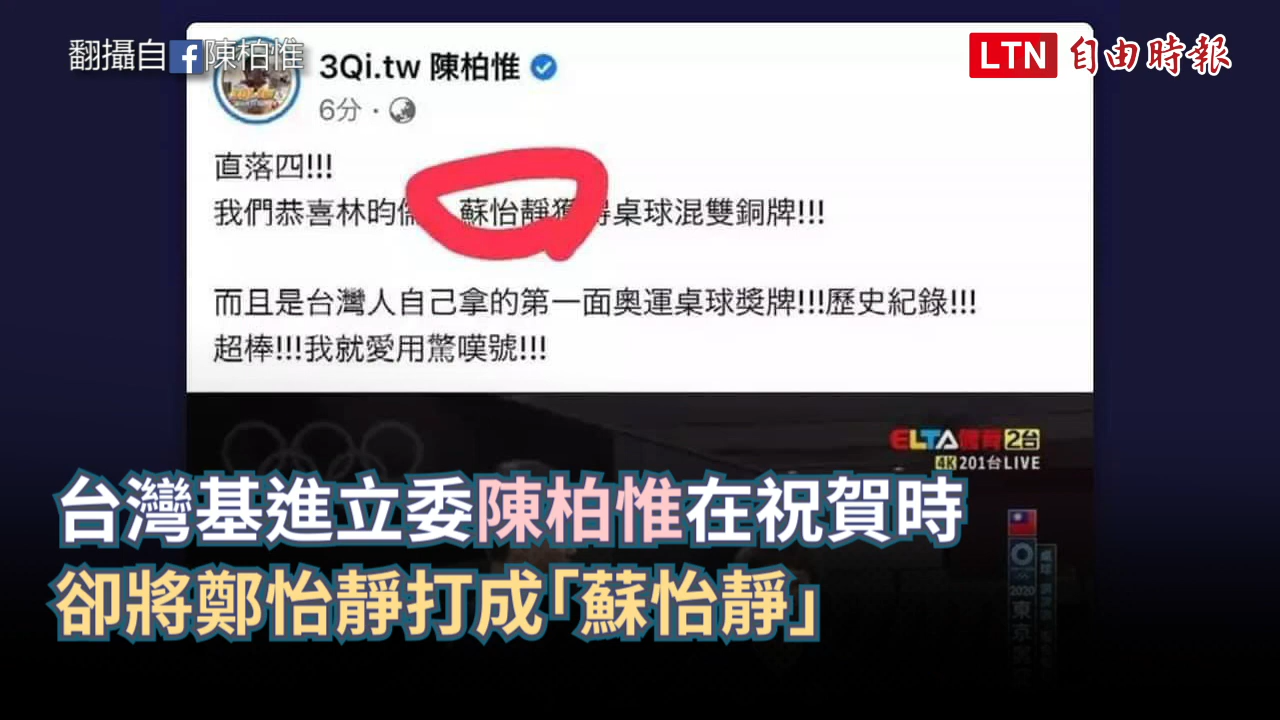 翻攝自 f 陳柏惟
LTN 自由時報
3Qi.tw 陳柏惟
6分 ·
直落四!!!
我們恭喜林昀儒 蘇怡靜獲得桌球混雙銅牌!!!
而且是台灣人自己拿的第一面奧運桌球獎牌!!!歷史紀錄!!!
超棒!!!我就愛用驚嘆號!!!
ELTA體育2台
4K 201台LIVE
台灣基進立委陳柏惟在祝賀時
卻將鄭怡靜打成「蘇怡靜」
2020
東京奧